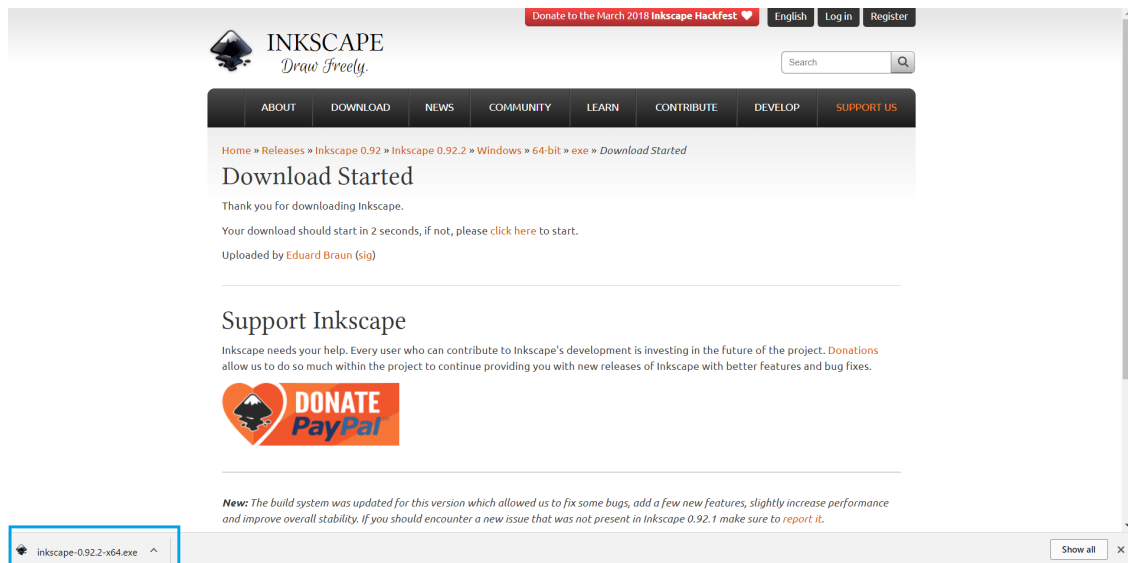 Donate to the March 2018 Inkscape Hackfest English Log in Register
INKSCAPE
Draw Freely.
Search
ABOUT DOWNLOAD NEWS COMMUNITY LEARN CONTRIBUTE DEVELOP SUPPORT US
Home » Releases » Inkscape 0.92 » Inkscape 0.92.2 » Windows » 64-bit » exe » Download Started
Download Started
Thank you for downloading Inkscape.
Your download should start in 2 seconds, if not, please click here to start.
Uploaded by Eduard Braun (sig)
Support Inkscape
Inkscape needs your help. Every user who can contribute to Inkscape's development is investing in the future of the project. Donations
allow us to do so much within the project to continue providing you with new releases of Inkscape with better features and bug fixes.
DONATE
PayPal
New: The build system was updated for this version which allowed us to fix some bugs, add a few new features, slightly increase performance
and improve overall stability. If you should encounter a new issue that was not present in Inkscape 0.92.1 make sure to report it.
inkscape-0.92.2-x64.exe Show all